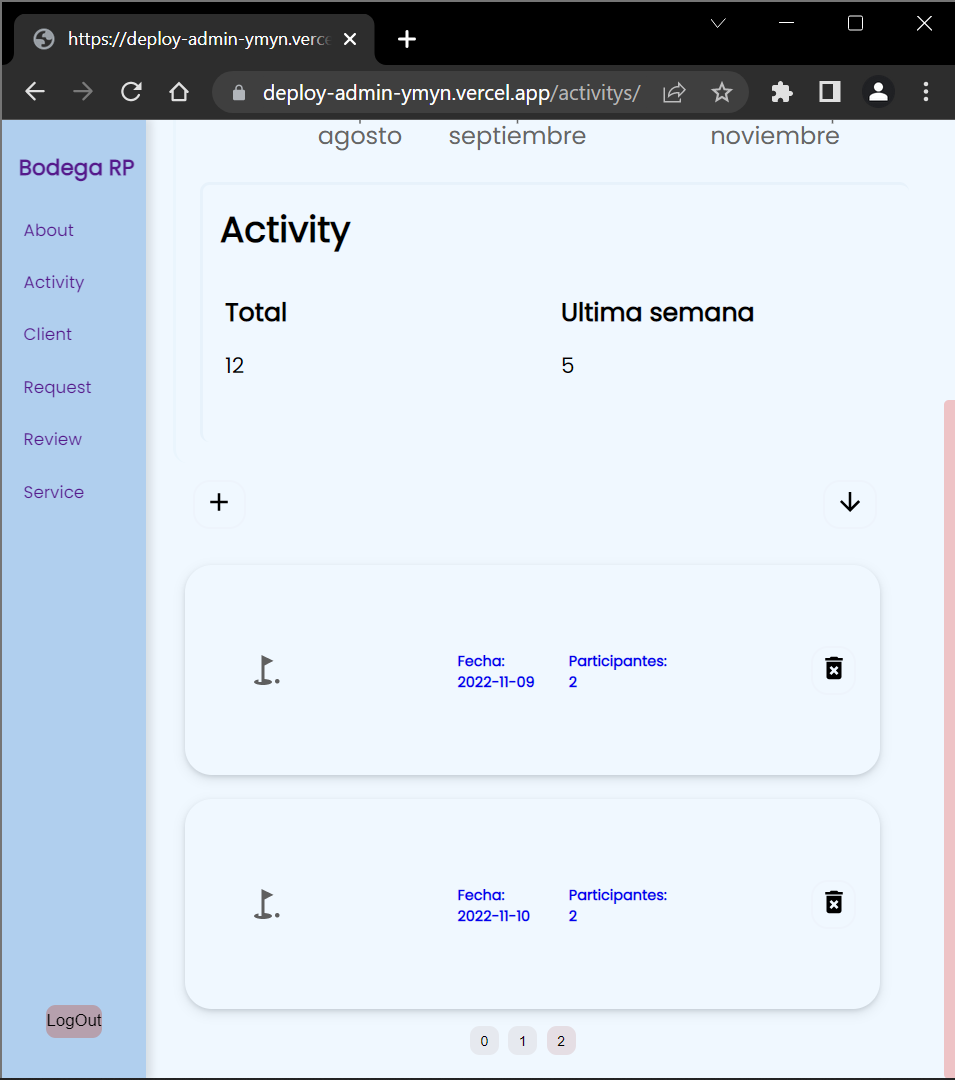 https://deploy-admin-ymyn.verce
deploy-admin-ymyn.vercel.app/activitys/
agosto septiembre noviembre
Bodega RP
About
Activity
Client
Request
Review
Service
LogOut
Activity
Total Ultima semana
12 5
Fecha: Participantes:
2022-11-09 2
Fecha: Participantes:
2022-11-10 2
0 1 2